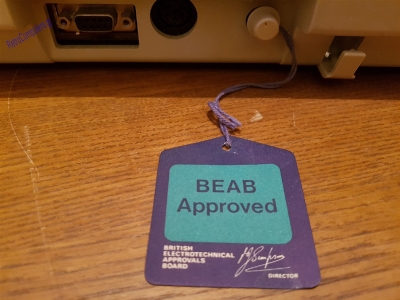 BEAB
Approved
BRITISH
ELECTROTECHNICAL
APPROVALS
BOARD
DIRECTOR